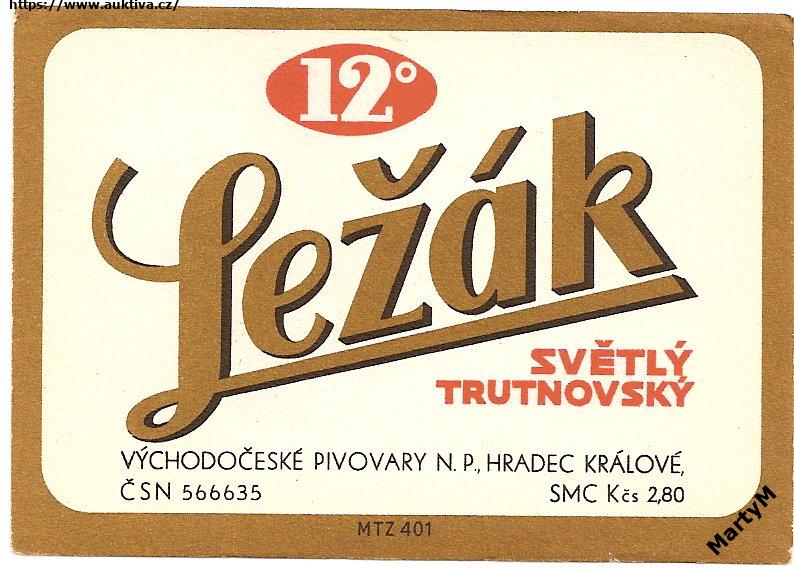 https://www.auktiva.cz/
12°
Ležák
SVĚTLÝ
TRUTNOVSKÝ
VÝCHODOČESKÉ PIVOVARY N. P., HRADEC KRÁLOVÉ,
ČSN 566635 SMC Kčs 2,80
MTZ 401
MartyM